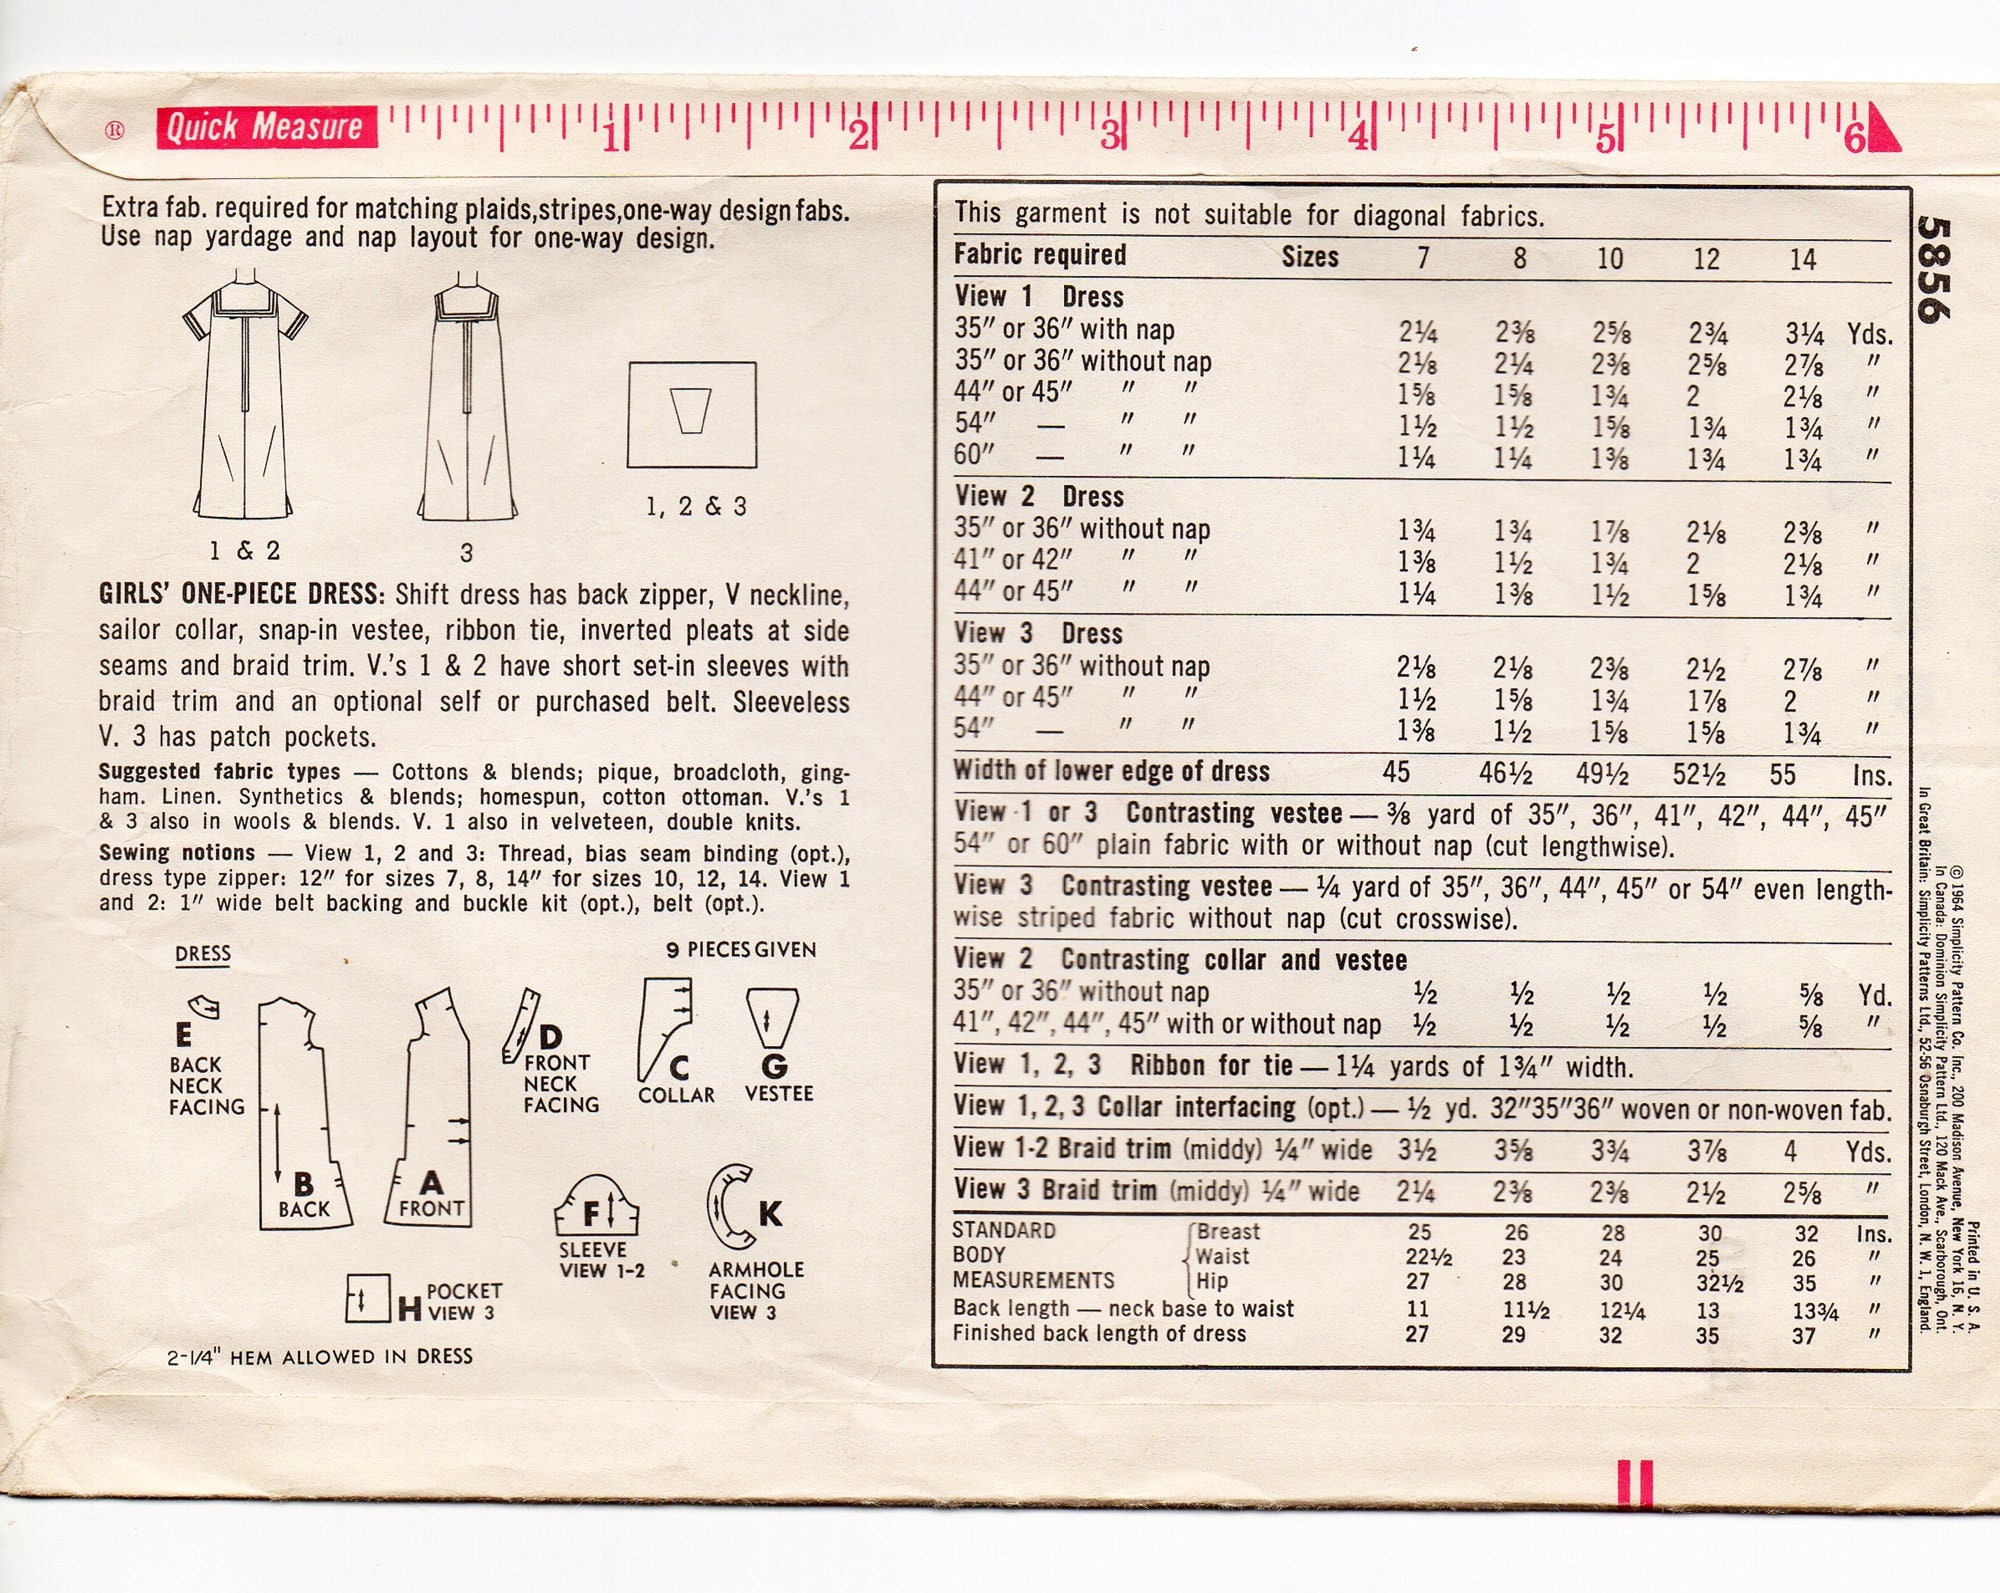 ® Quick Measure 1 2 3 4 5 6
Extra fab. required for matching plaids,stripes,one-way design fabs.
Use nap yardage and nap layout for one-way design.
1 & 2
3
1, 2 & 3
GIRLS' ONE-PIECE DRESS: Shift dress has back zipper, V neckline,
sailor collar, snap-in vestee, ribbon tie, inverted pleats at side
seams and braid trim. V.'s 1 & 2 have short set-in sleeves with
braid trim and an optional self or purchased belt. Sleeveless
V. 3 has patch pockets.
Suggested fabric types — Cottons & blends; pique, broadcloth, ging-
ham. Linen. Synthetics & blends; homespun, cotton ottoman. V.'s 1
& 3 also in wools & blends. V. 1 also in velveteen, double knits.
Sewing notions — View 1, 2 and 3: Thread, bias seam binding (opt.),
dress type zipper: 12″ for sizes 7, 8, 14″ for sizes 10, 12, 14. View 1
and 2: 1″ wide belt backing and buckle kit (opt.), belt (opt.).
DRESS
9 PIECES GIVEN
E
BACK
NECK
FACING
B
BACK
A
FRONT
D
FRONT
NECK
FACING
C
COLLAR
G
VESTEE
F
SLEEVE
VIEW 1-2
K
ARMHOLE
FACING
VIEW 3
H
POCKET
VIEW 3
2-1/4" HEM ALLOWED IN DRESS
This garment is not suitable for diagonal fabrics.
Fabric required Sizes 7 8 10 12 14
View 1 Dress
35″ or 36″ with nap 2¼ 2⅜ 2⅝ 2¾ 3¼ Yds.
35″ or 36″ without nap 2⅛ 2¼ 2⅜ 2⅝ 2⅞ ″
44″ or 45″ ″ ″ 1⅝ 1⅝ 1¾ 2 2⅛ ″
54″ — ″ ″ 1½ 1½ 1⅝ 1¾ 1¾ ″
60″ — ″ ″ 1¼ 1¼ 1⅜ 1¾ 1¾ ″
View 2 Dress
35″ or 36″ without nap 1¾ 1¾ 1⅞ 2⅛ 2⅜ ″
41″ or 42″ ″ ″ 1⅜ 1½ 1¾ 2 2⅛ ″
44″ or 45″ ″ ″ 1¼ 1⅜ 1½ 1⅝ 1¾ ″
View 3 Dress
35″ or 36″ without nap 2⅛ 2⅛ 2⅜ 2½ 2⅞ ″
44″ or 45″ ″ ″ 1½ 1⅝ 1¾ 1⅞ 2 ″
54″ — ″ ″ 1⅜ 1½ 1⅝ 1⅝ 1¾ ″
Width of lower edge of dress 45 46½ 49½ 52½ 55 Ins.
View 1 or 3 Contrasting vestee — ⅜ yard of 35″, 36″, 41″, 42″, 44″, 45″
54″ or 60″ plain fabric with or without nap (cut lengthwise).
View 3 Contrasting vestee — ¼ yard of 35″, 36″, 44″, 45″ or 54″ even length-
wise striped fabric without nap (cut crosswise).
View 2 Contrasting collar and vestee
35″ or 36″ without nap ½ ½ ½ ½ ⅝ Yd.
41″, 42″, 44″, 45″ with or without nap ½ ½ ½ ½ ⅝ ″
View 1, 2, 3 Ribbon for tie — 1¼ yards of 1¾″ width.
View 1, 2, 3 Collar interfacing (opt.) — ½ yd. 32″35″36″ woven or non-woven fab.
View 1-2 Braid trim (middy) ¼″ wide 3½ 3⅝ 3¾ 3⅞ 4 Yds.
View 3 Braid trim (middy) ¼″ wide 2¼ 2⅜ 2⅜ 2½ 2⅝ ″
STANDARD { Breast 25 26 28 30 32 Ins.
BODY { Waist 22½ 23 24 25 26 ″
MEASUREMENTS { Hip 27 28 30 32½ 35 ″
Back length — neck base to waist 11 11½ 12¼ 13 13¾ ″
Finished back length of dress 27 29 32 35 37 ″
5856
Printed in U. S. A.
© 1964 Simplicity Pattern Co. Inc., 200 Madison Avenue, New York 16, N. Y.
In Canada: Dominion Simplicity Pattern Ltd., 120 Mack Ave., Scarborough, Ont.
In Great Britain: Simplicity Patterns Ltd., 52-56 Osnaburgh Street, London, N. W. 1, England.